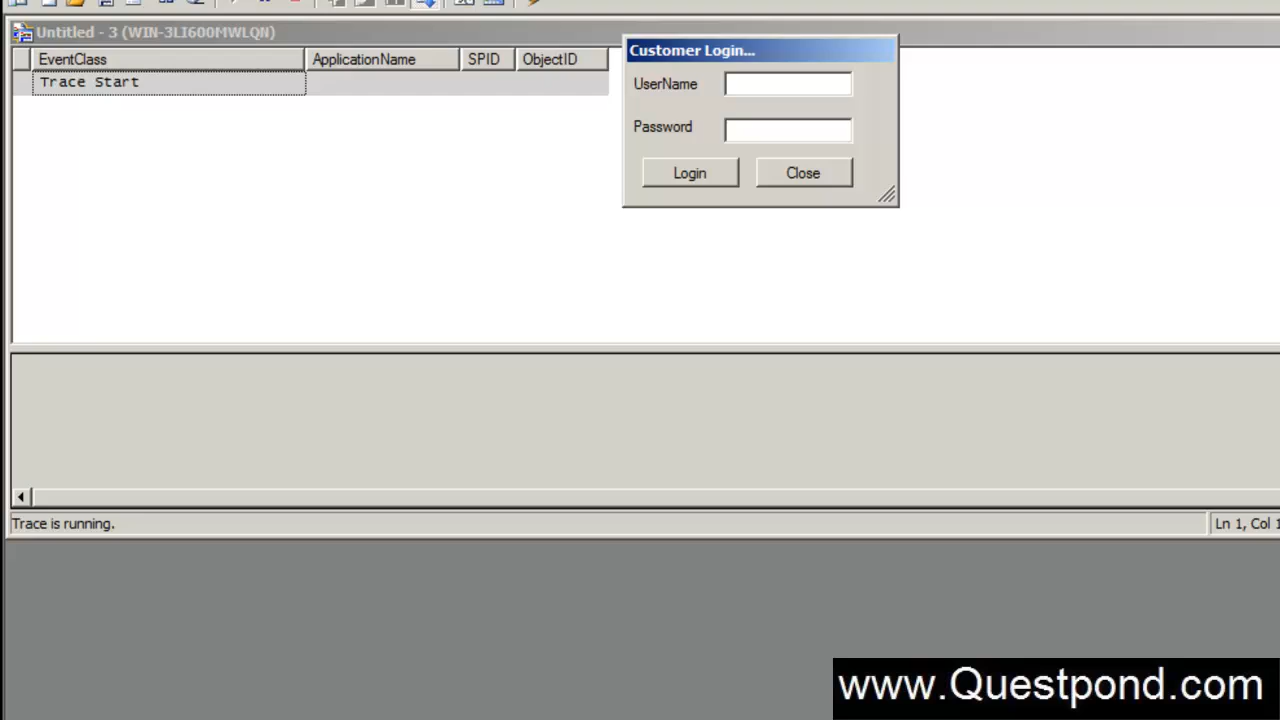 Untitled - 3 (WIN-3LI600MWLQN)
EventClass ApplicationName SPID ObjectID
Trace Start
Customer Login...
UserName
Password
Login Close
Trace is running.
Ln 1, Col 1
www.Questpond.com